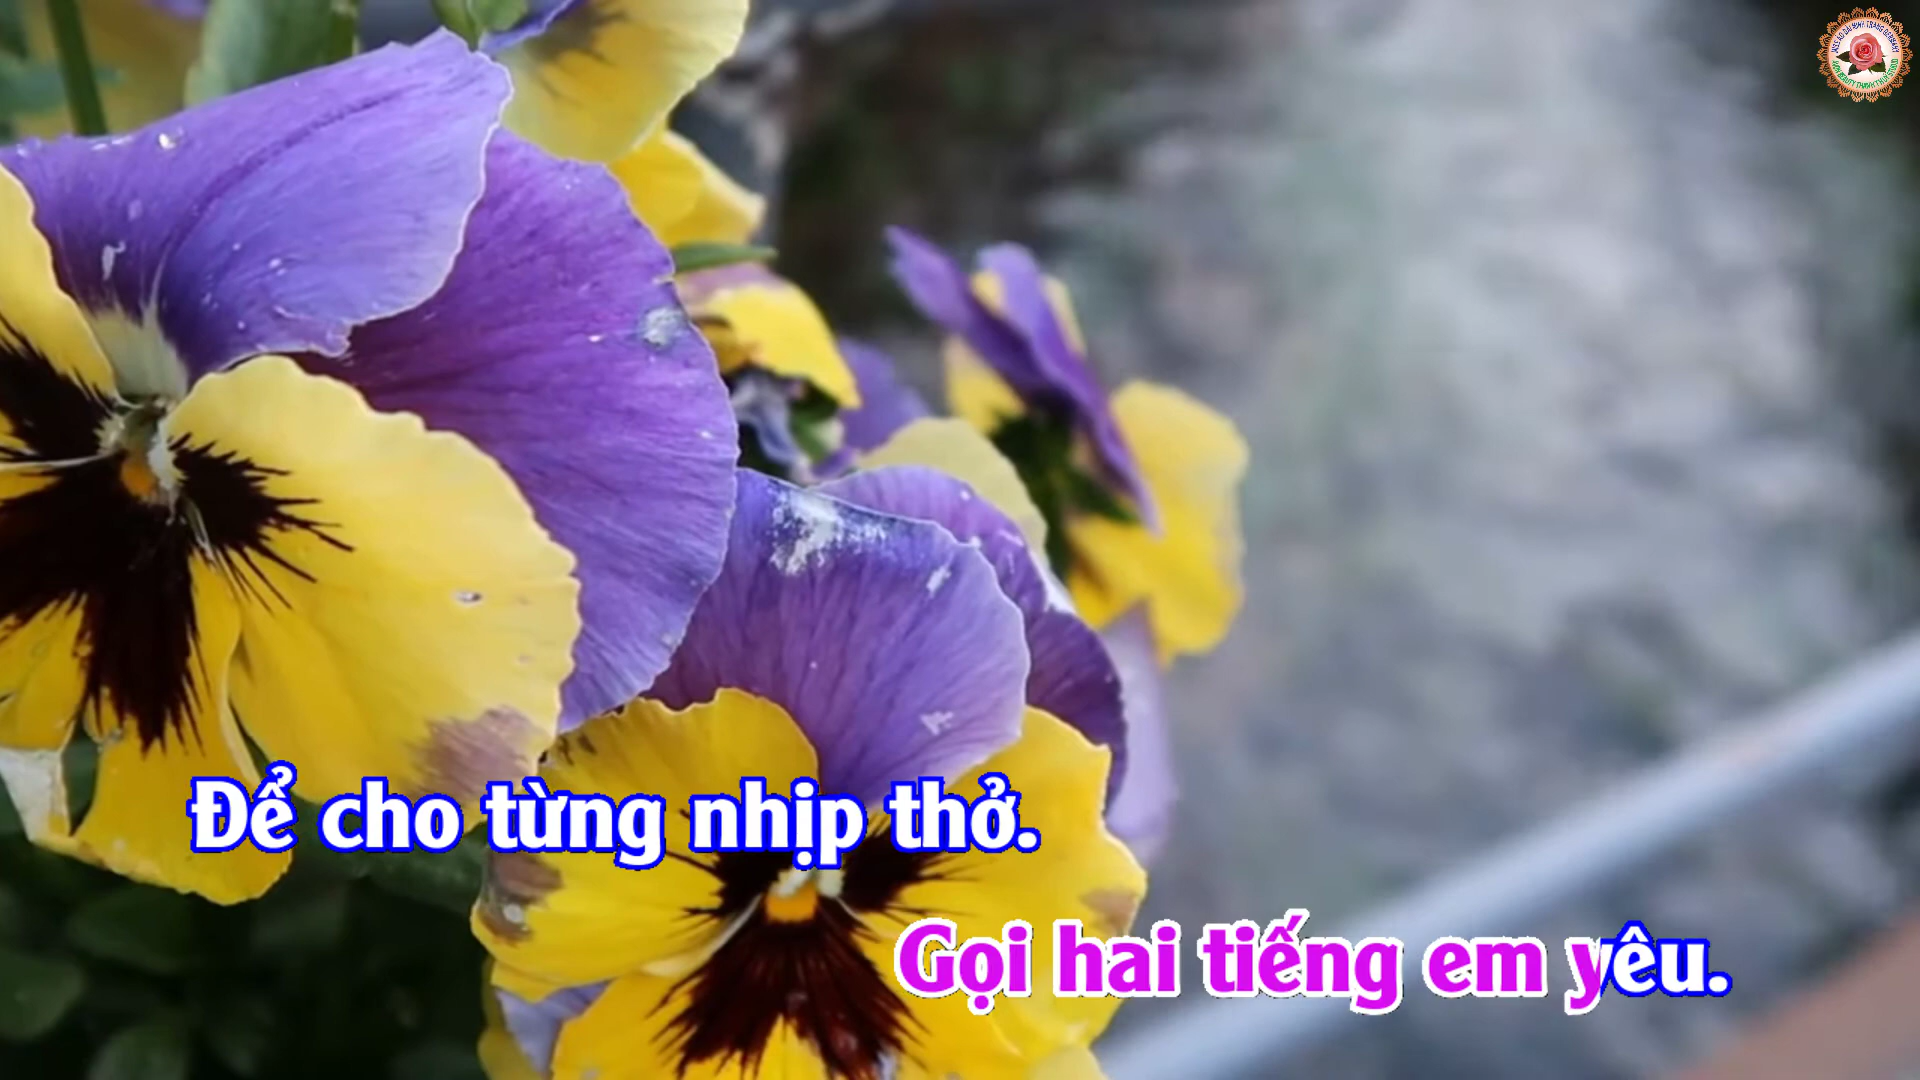 Để cho từng nhịp thở.
Gọi hai tiếng em yêu.